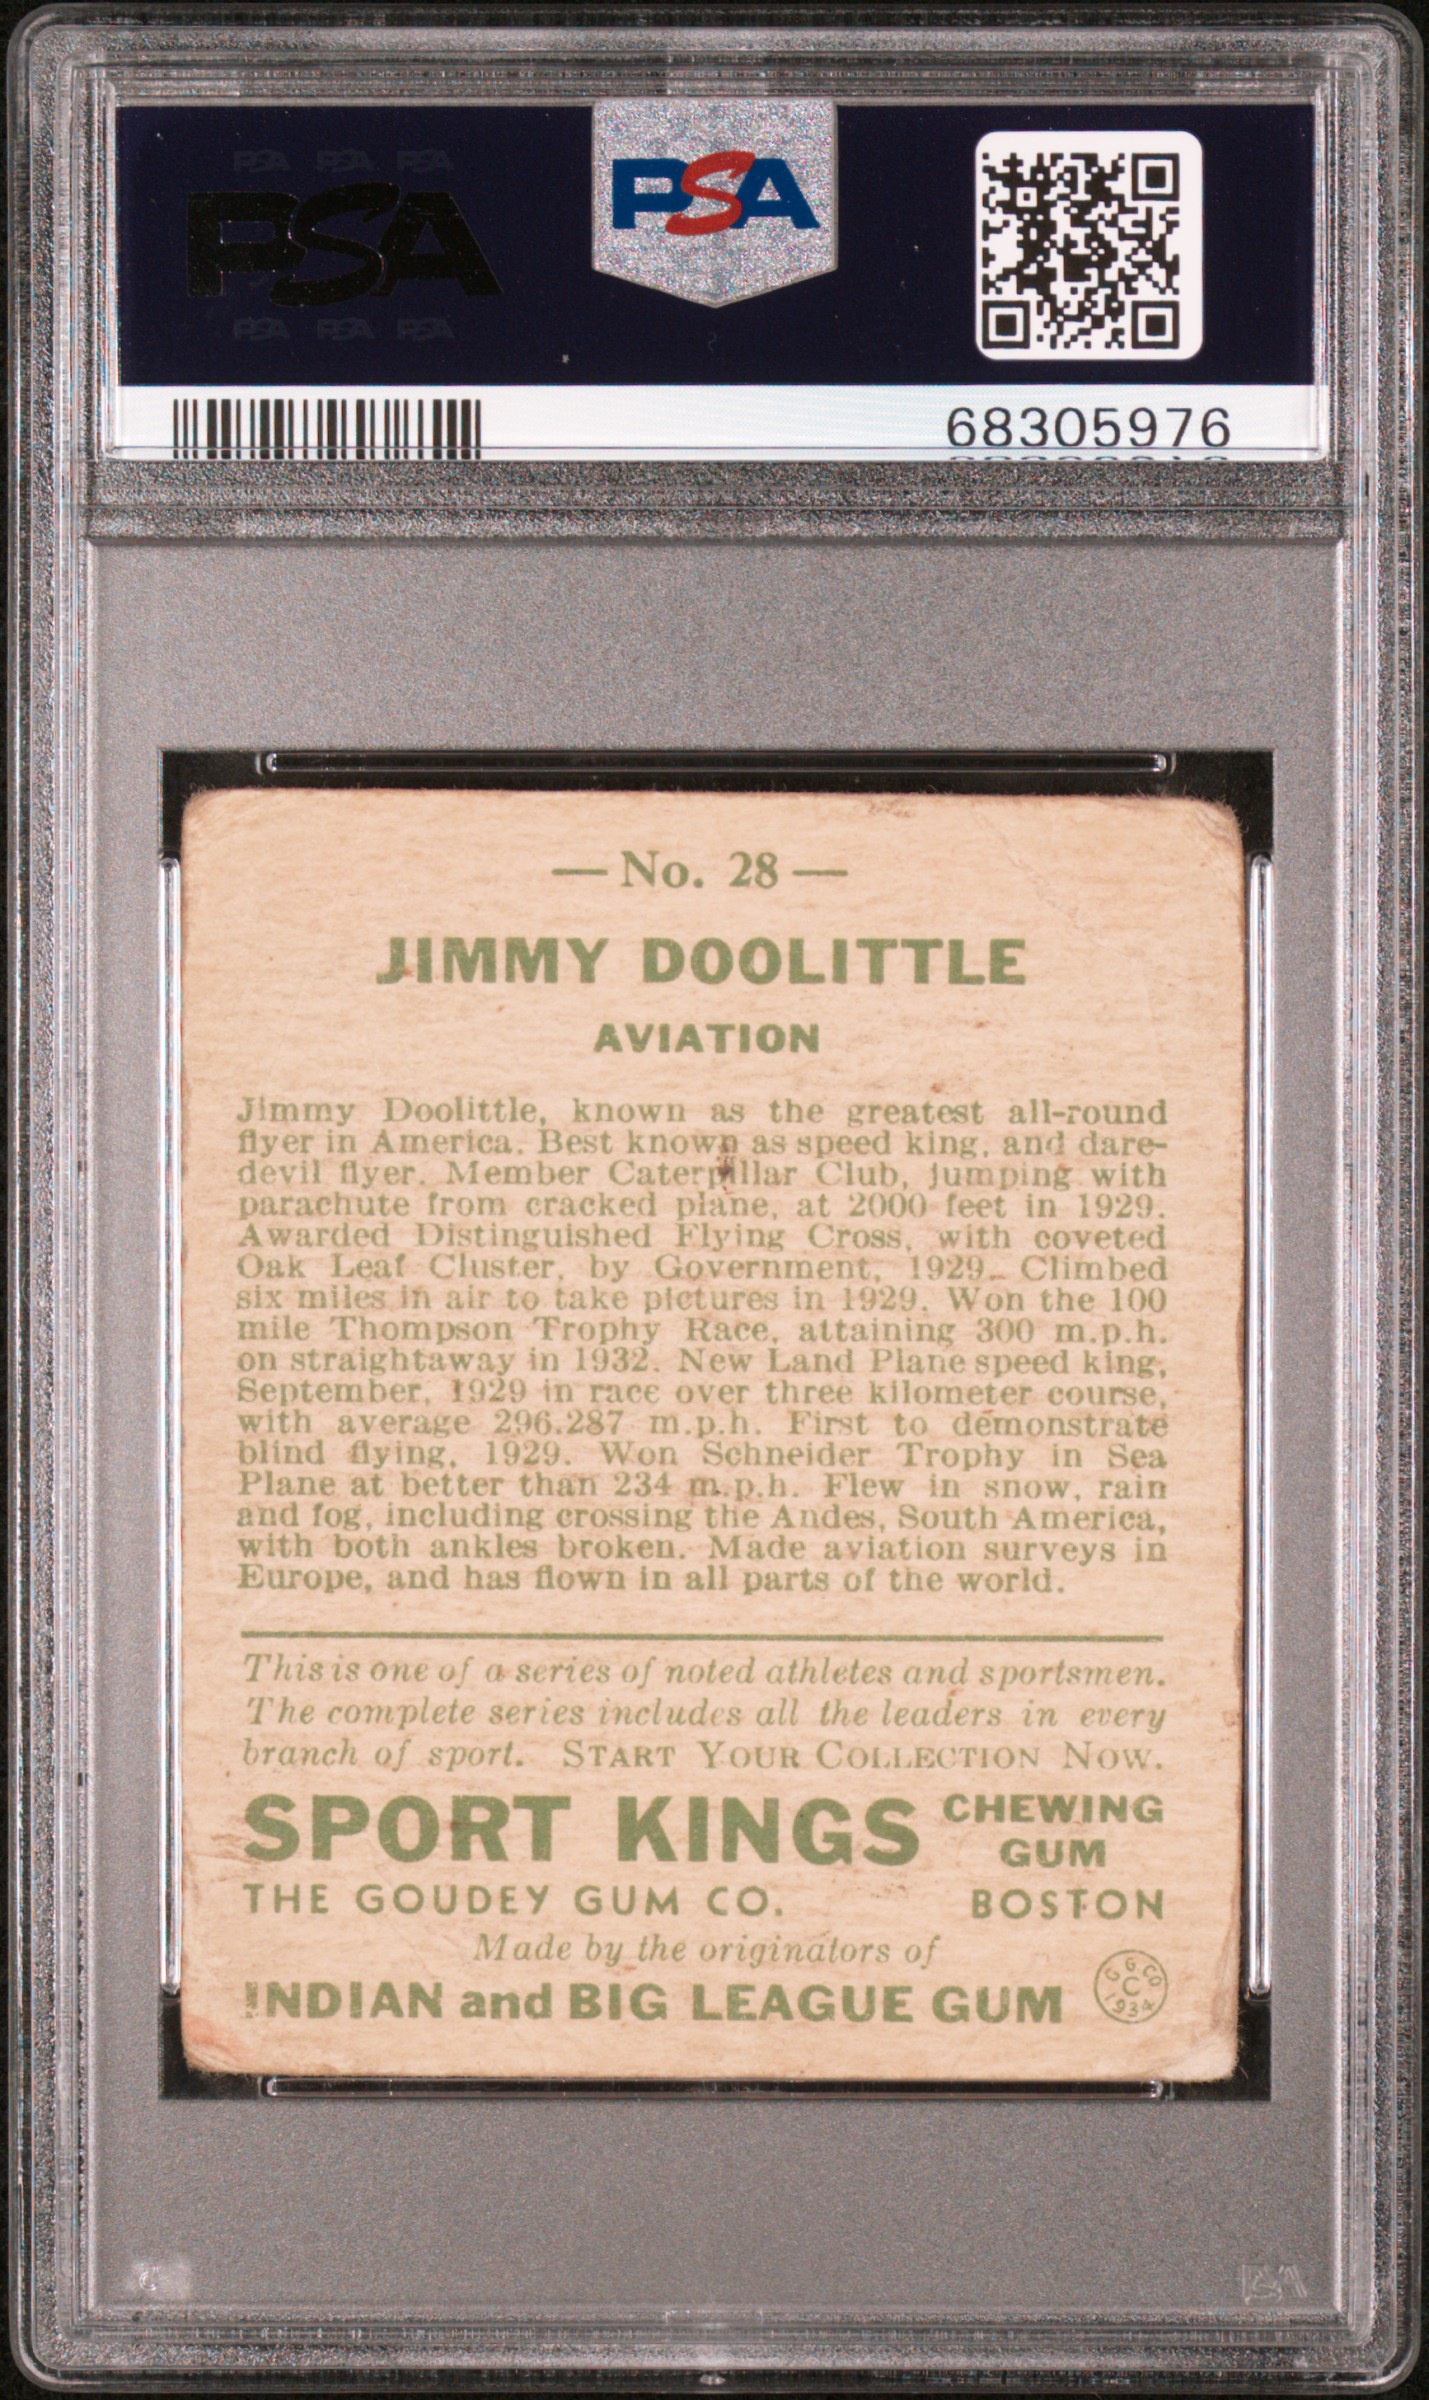 PSA PSA PSA
PSA
PSA PSA PSA
PSA
68305976
— No. 28 —
JIMMY DOOLITTLE
AVIATION
Jimmy Doolittle, known as the greatest all-round
flyer in America. Best known as speed king, and dare-
devil flyer. Member Caterpillar Club, jumping with
parachute from cracked plane, at 2000 feet in 1929.
Awarded Distinguished Flying Cross, with coveted
Oak Leaf Cluster, by Government, 1929. Climbed
six miles in air to take pictures in 1929. Won the 100
mile Thompson Trophy Race, attaining 300 m.p.h.
on straightaway in 1932. New Land Plane speed king,
September, 1929 in race over three kilometer course,
with average 296.287 m.p.h. First to demonstrate
blind flying, 1929. Won Schneider Trophy in Sea
Plane at better than 234 m.p.h. Flew in snow, rain
and fog, including crossing the Andes, South America,
with both ankles broken. Made aviation surveys in
Europe, and has flown in all parts of the world.
This is one of a series of noted athletes and sportsmen.
The complete series includes all the leaders in every
branch of sport. START YOUR COLLECTION NOW.
SPORT KINGS CHEWING GUM
THE GOUDEY GUM CO. BOSTON
Made by the originators of
INDIAN and BIG LEAGUE GUM
G G CO
C
1934
PSA